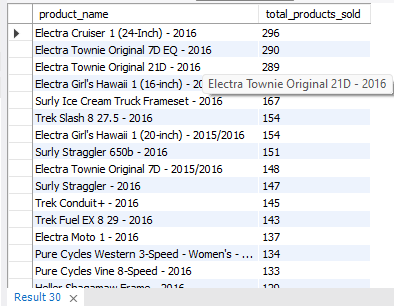 product_name total_products_sold
Electra Cruiser 1 (24-Inch) - 2016 296
Electra Townie Original 7D EQ - 2016 290
Electra Townie Original 21D - 2016 289
Electra Girl's Hawaii 1 (16-inch) - 2016
Electra Townie Original 21D - 2016
Surly Ice Cream Truck Frameset - 2016 167
Trek Slash 8 27.5 - 2016 154
Electra Girl's Hawaii 1 (20-inch) - 2015/2016 154
Surly Straggler 650b - 2016 151
Electra Townie Original 7D - 2015/2016 148
Surly Straggler - 2016 147
Trek Conduit+ - 2016 145
Trek Fuel EX 8 29 - 2016 143
Electra Moto 1 - 2016 137
Pure Cycles Western 3-Speed - Women's - ... 134
Pure Cycles Vine 8-Speed - 2016 133
Heller Shagamaw Frame - 2016 129
Result 30